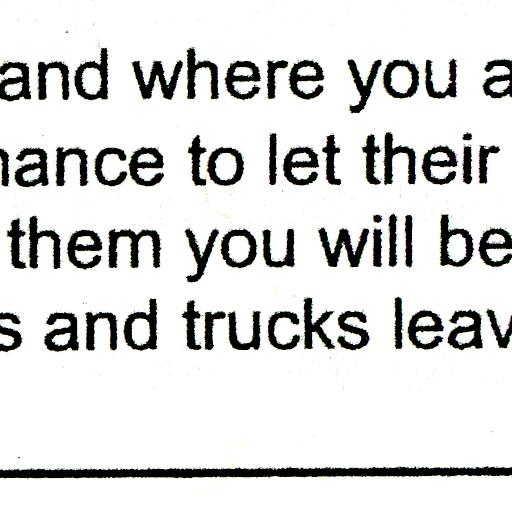 and where you a
hance to let their
them you will be
s and trucks leav